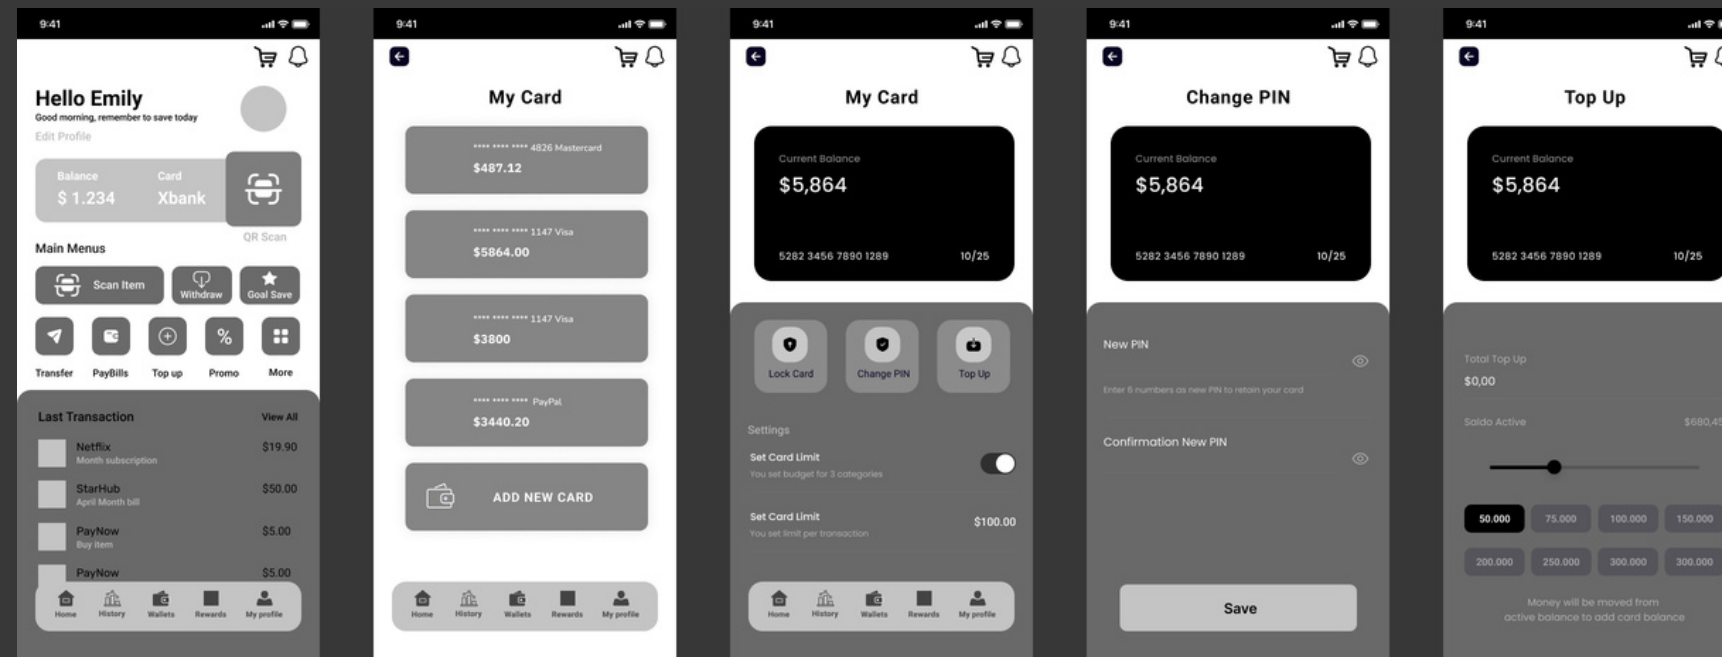 9:41
Hello Emily
Good morning, remember to save today
Edit Profile
Balance Card
$ 1.234 Xbank
QR Scan
Main Menus
Scan Item
Withdraw
Goal Save
Transfer PayBills Top up Promo More
Last Transaction View All
Netflix $19.90
Month subscription
StarHub $50.00
April Month bill
PayNow $5.00
Buy item
PayNow $5.00
Home History Wallets Rewards My profile
9:41
My Card
**** **** **** 4826 Mastercard
$487.12
**** **** **** 1147 Visa
$5864.00
**** **** **** 1147 Visa
$3800
**** **** **** PayPal
$3440.20
ADD NEW CARD
Home History Wallets Rewards My profile
9:41
My Card
Current Balance
$5,864
5282 3456 7890 1289 10/25
Lock Card Change PIN Top Up
Settings
Set Card Limit
You set budget for 3 categories
Set Card Limit $100.00
You set limit per transaction
Home History Wallets Rewards My profile
9:41
Change PIN
Current Balance
$5,864
5282 3456 7890 1289 10/25
New PIN
Enter 6 numbers as new PIN to retain your card
Confirmation New PIN
Save
9:41
Top Up
Current Balance
$5,864
5282 3456 7890 1289 10/25
Total Top Up
$0,00
Saldo Active $680,45
50.000 75.000 100.000 150.000
200.000 250.000 300.000 300.000
Money will be moved from
active balance to add card balance